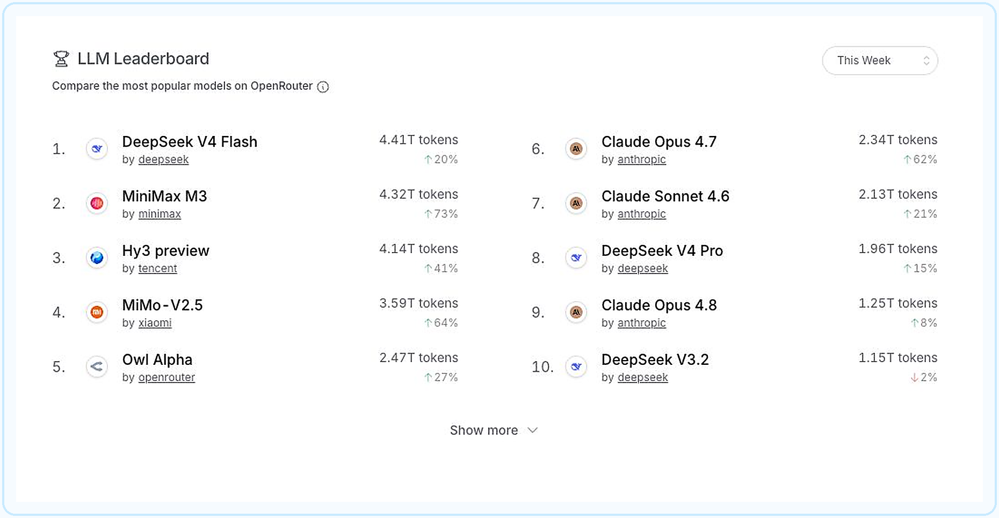 LLM Leaderboard
This Week
Compare the most popular models on OpenRouter
1.
DeepSeek V4 Flash
by deepseek
4.41T tokens
↑20%
2.
MiniMax M3
by minimax
4.32T tokens
↑73%
3.
Hy3 preview
by tencent
4.14T tokens
↑41%
4.
MiMo-V2.5
by xiaomi
3.59T tokens
↑64%
5.
Owl Alpha
by openrouter
2.47T tokens
↑27%
6.
Claude Opus 4.7
by anthropic
2.34T tokens
↑62%
7.
Claude Sonnet 4.6
by anthropic
2.13T tokens
↑21%
8.
DeepSeek V4 Pro
by deepseek
1.96T tokens
↑15%
9.
Claude Opus 4.8
by anthropic
1.25T tokens
↑8%
10.
DeepSeek V3.2
by deepseek
1.15T tokens
↓2%
Show more